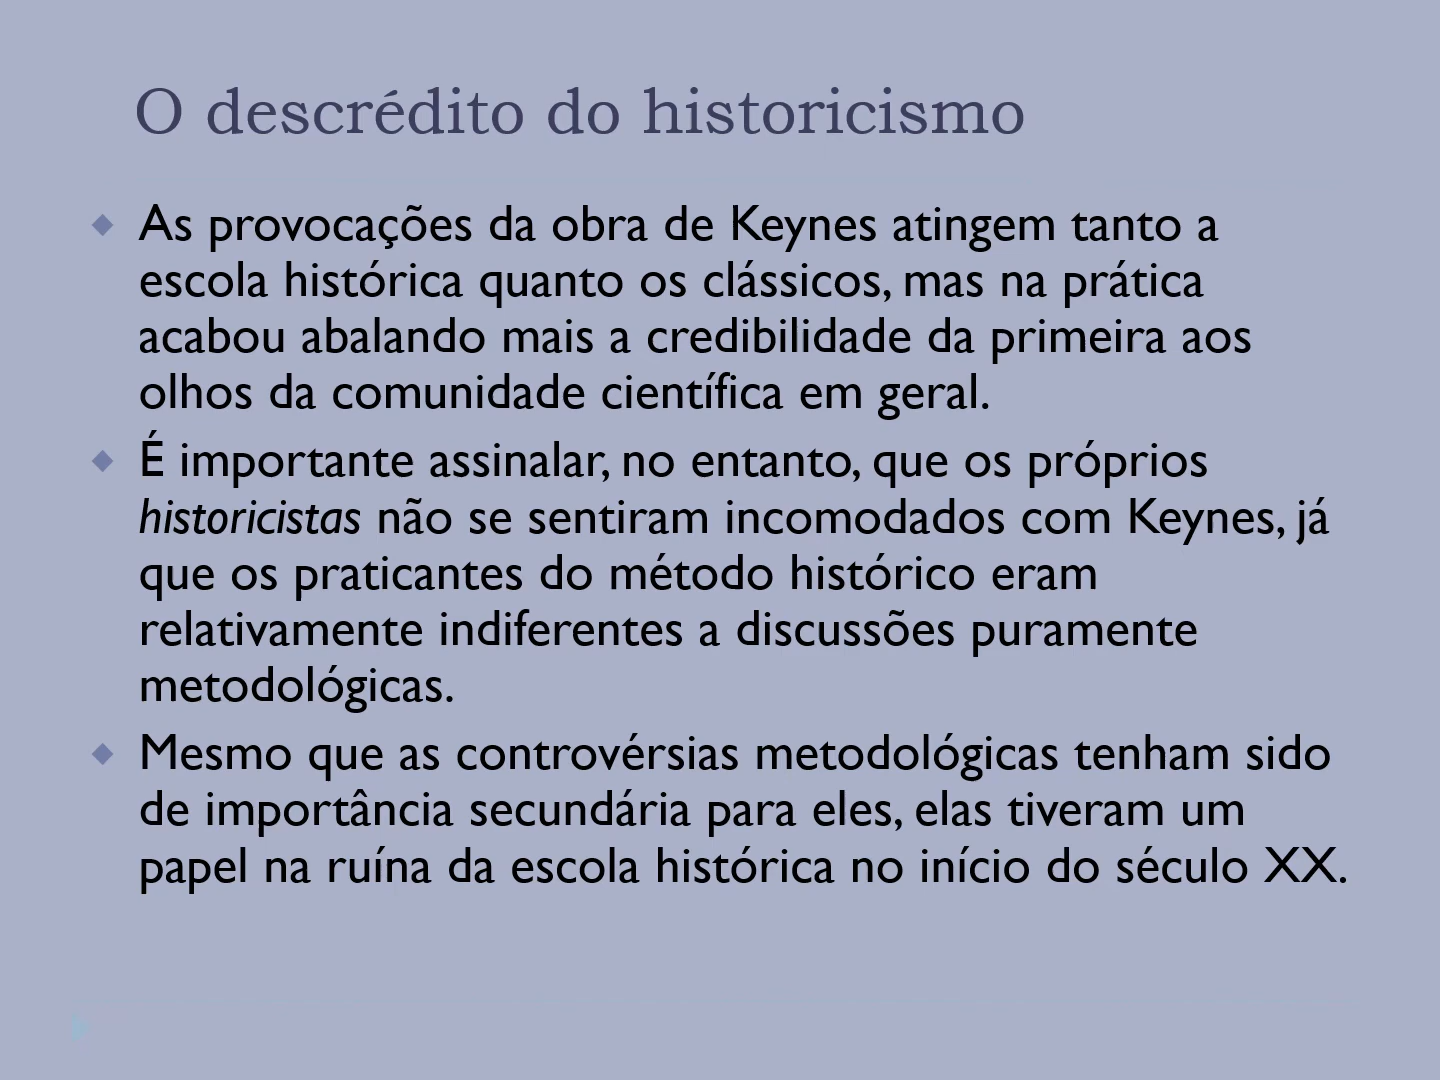 O descrédito do historicismo
As provocações da obra de Keynes atingem tanto a
escola histórica quanto os clássicos, mas na prática
acabou abalando mais a credibilidade da primeira aos
olhos da comunidade científica em geral.
É importante assinalar, no entanto, que os próprios
historicistas não se sentiram incomodados com Keynes, já
que os praticantes do método histórico eram
relativamente indiferentes a discussões puramente
metodológicas.
Mesmo que as controvérsias metodológicas tenham sido
de importância secundária para eles, elas tiveram um
papel na ruína da escola histórica no início do século XX.